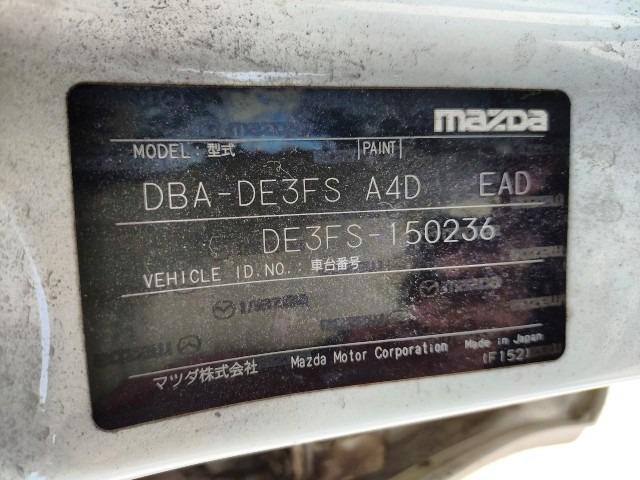 mazda
MODEL:型式 |PAINT|
DBA-DE3FS A4D EAD
DE3FS-150236
VEHICLE ID.NO.:車台番号
マツダ株式会社 Mazda Motor Corporation Made in Japan
(F152)